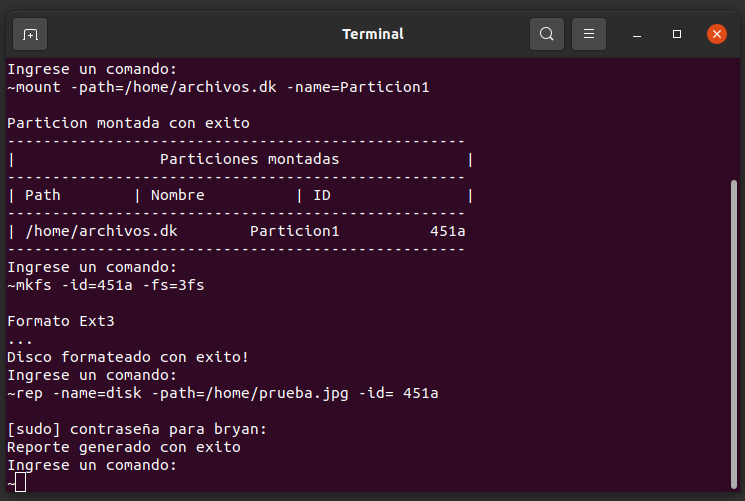 Terminal
Ingrese un comando:
~mount -path=/home/archivos.dk -name=Particion1
Particion montada con exito
---------------------------------------------------
|                Particiones montadas              |
---------------------------------------------------
| Path        | Nombre          | ID               |
---------------------------------------------------
| /home/archivos.dk        Particion1          451a
---------------------------------------------------
Ingrese un comando:
~mkfs -id=451a -fs=3fs
Formato Ext3
...
Disco formateado con exito!
Ingrese un comando:
~rep -name=disk -path=/home/prueba.jpg -id= 451a
[sudo] contraseña para bryan:
Reporte generado con exito
Ingrese un comando:
~